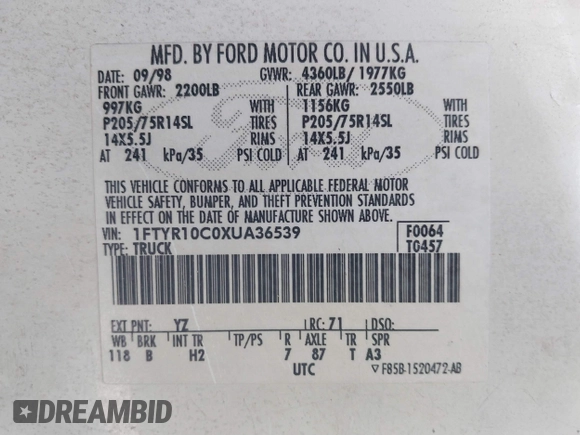 MFD. BY FORD MOTOR CO. IN U.S.A.
DATE: 09/98 GVWR: 4360LB/ 1977KG
FRONT GAWR: 2200LB REAR GAWR: 2550LB
997KG WITH 1156KG WITH
P205/75R14SL TIRES P205/75R14SL TIRES
14X5.5J RIMS 14X5.5J RIMS
AT 241 kPa/35 PSI COLD AT 241 kPa/35 PSI COLD
THIS VEHICLE CONFORMS TO ALL APPLICABLE FEDERAL MOTOR
VEHICLE SAFETY, BUMPER, AND THEFT PREVENTION STANDARDS
IN EFFECT ON THE DATE OF MANUFACTURE SHOWN ABOVE.
VIN: 1FTYR10C0XUA36539 F0064
TYPE: TRUCK T0457
EXT PNT: YZ RC: 71 DSO:
WB BRK INT TR TP/PS R AXLE TR SPR
118 B H2 7 87 T A3
UTC ▽ F85B-1520472-AB
DREAMBID